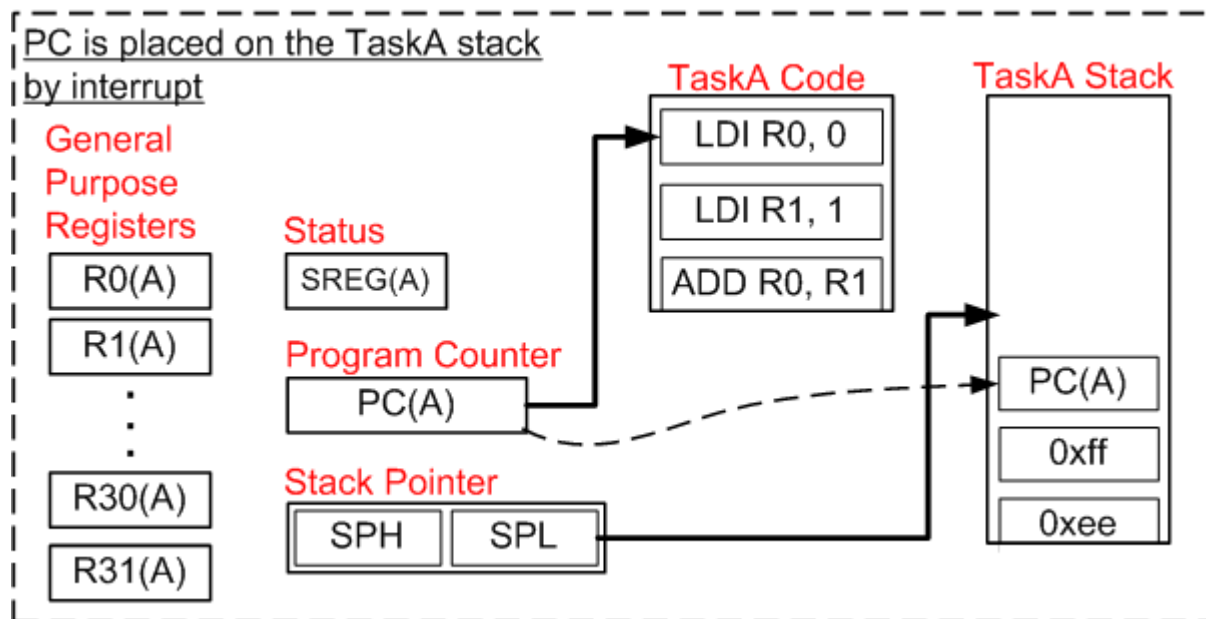 PC is placed on the TaskA stack
by interrupt
General
Purpose
Registers
R0(A)
R1(A)
R30(A)
R31(A)
Status
SREG(A)
Program Counter
PC(A)
Stack Pointer
SPH
SPL
TaskA Code
LDI R0, 0
LDI R1, 1
ADD R0, R1
TaskA Stack
PC(A)
0xff
0xee